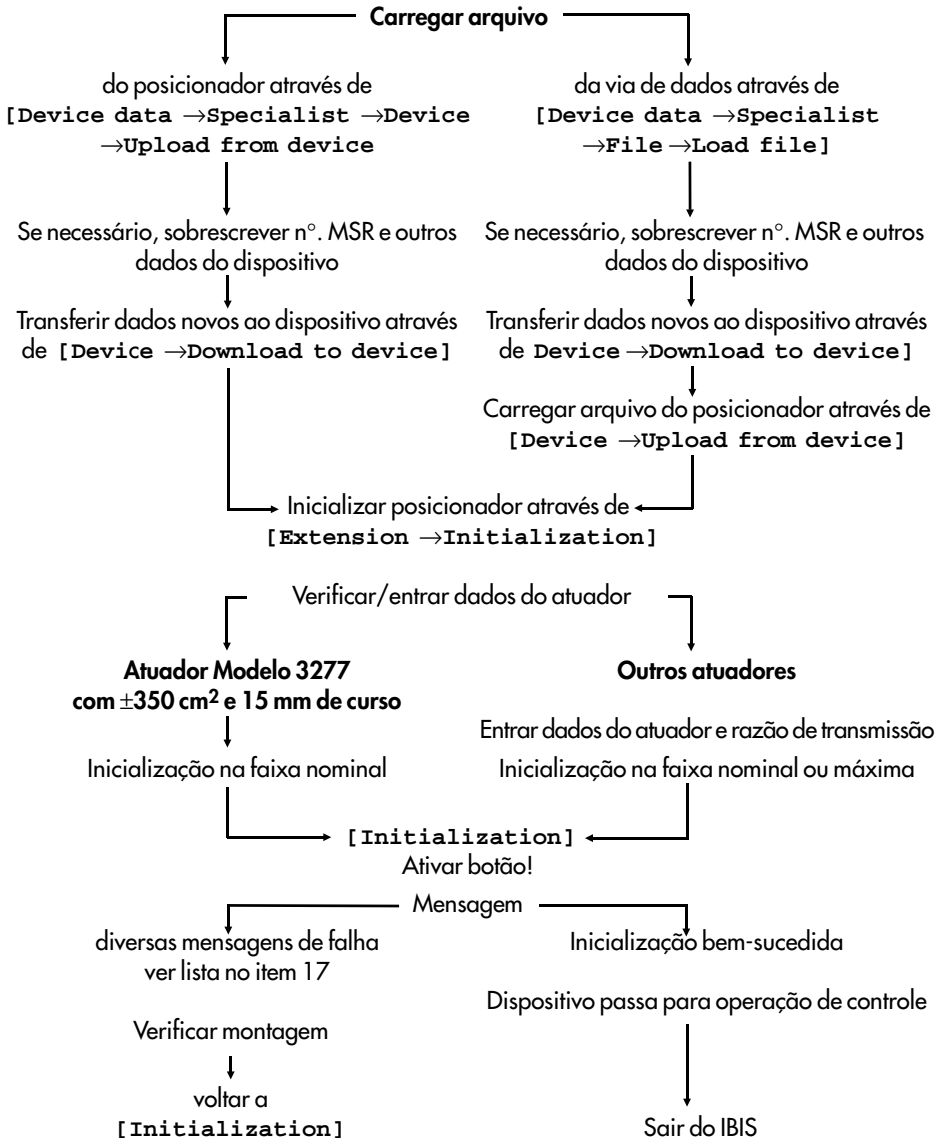 Carregar arquivo
do posicionador através de
[Device data →Specialist →Device
→Upload from device
da via de dados através de
[Device data →Specialist
→File →Load file]
Se necessário, sobrescrever n°. MSR e outros
dados do dispositivo
Se necessário, sobrescrever n°. MSR e outros
dados do dispositivo
Transferir dados novos ao dispositivo através
de [Device →Download to device]
Transferir dados novos ao dispositivo através
de Device →Download to device]
Carregar arquivo do posicionador através de
[Device →Upload from device]
Inicializar posicionador através de
[Extension →Initialization]
Verificar/entrar dados do atuador
Atuador Modelo 3277
com ±350 cm² e 15 mm de curso
Inicialização na faixa nominal
Outros atuadores
Entrar dados do atuador e razão de transmissão
Inicialização na faixa nominal ou máxima
[Initialization]
Ativar botão!
Mensagem
diversas mensagens de falha
ver lista no item 17
Verificar montagem
voltar a
[Initialization]
Inicialização bem-sucedida
Dispositivo passa para operação de controle
Sair do IBIS